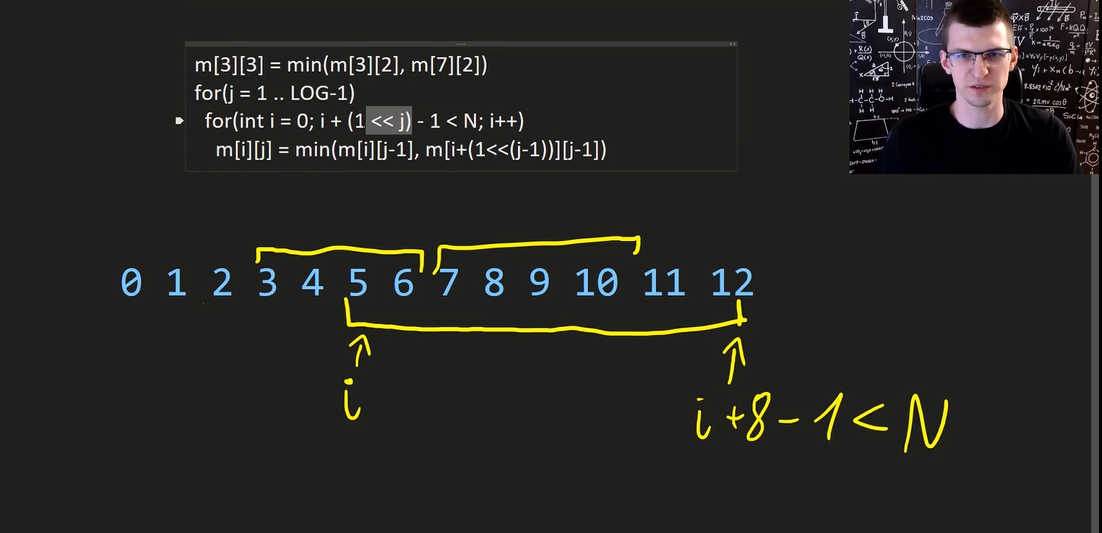 m[3][3] = min(m[3][2], m[7][2])
for(j = 1 .. LOG-1)
for(int i = 0; i + (1 << j) - 1 < N; i++)
m[i][j] = min(m[i][j-1], m[i+(1<<(j-1))][j-1])
0 1 2 3 4 5 6 7 8 9 10 11 12
i
i+8-1<N